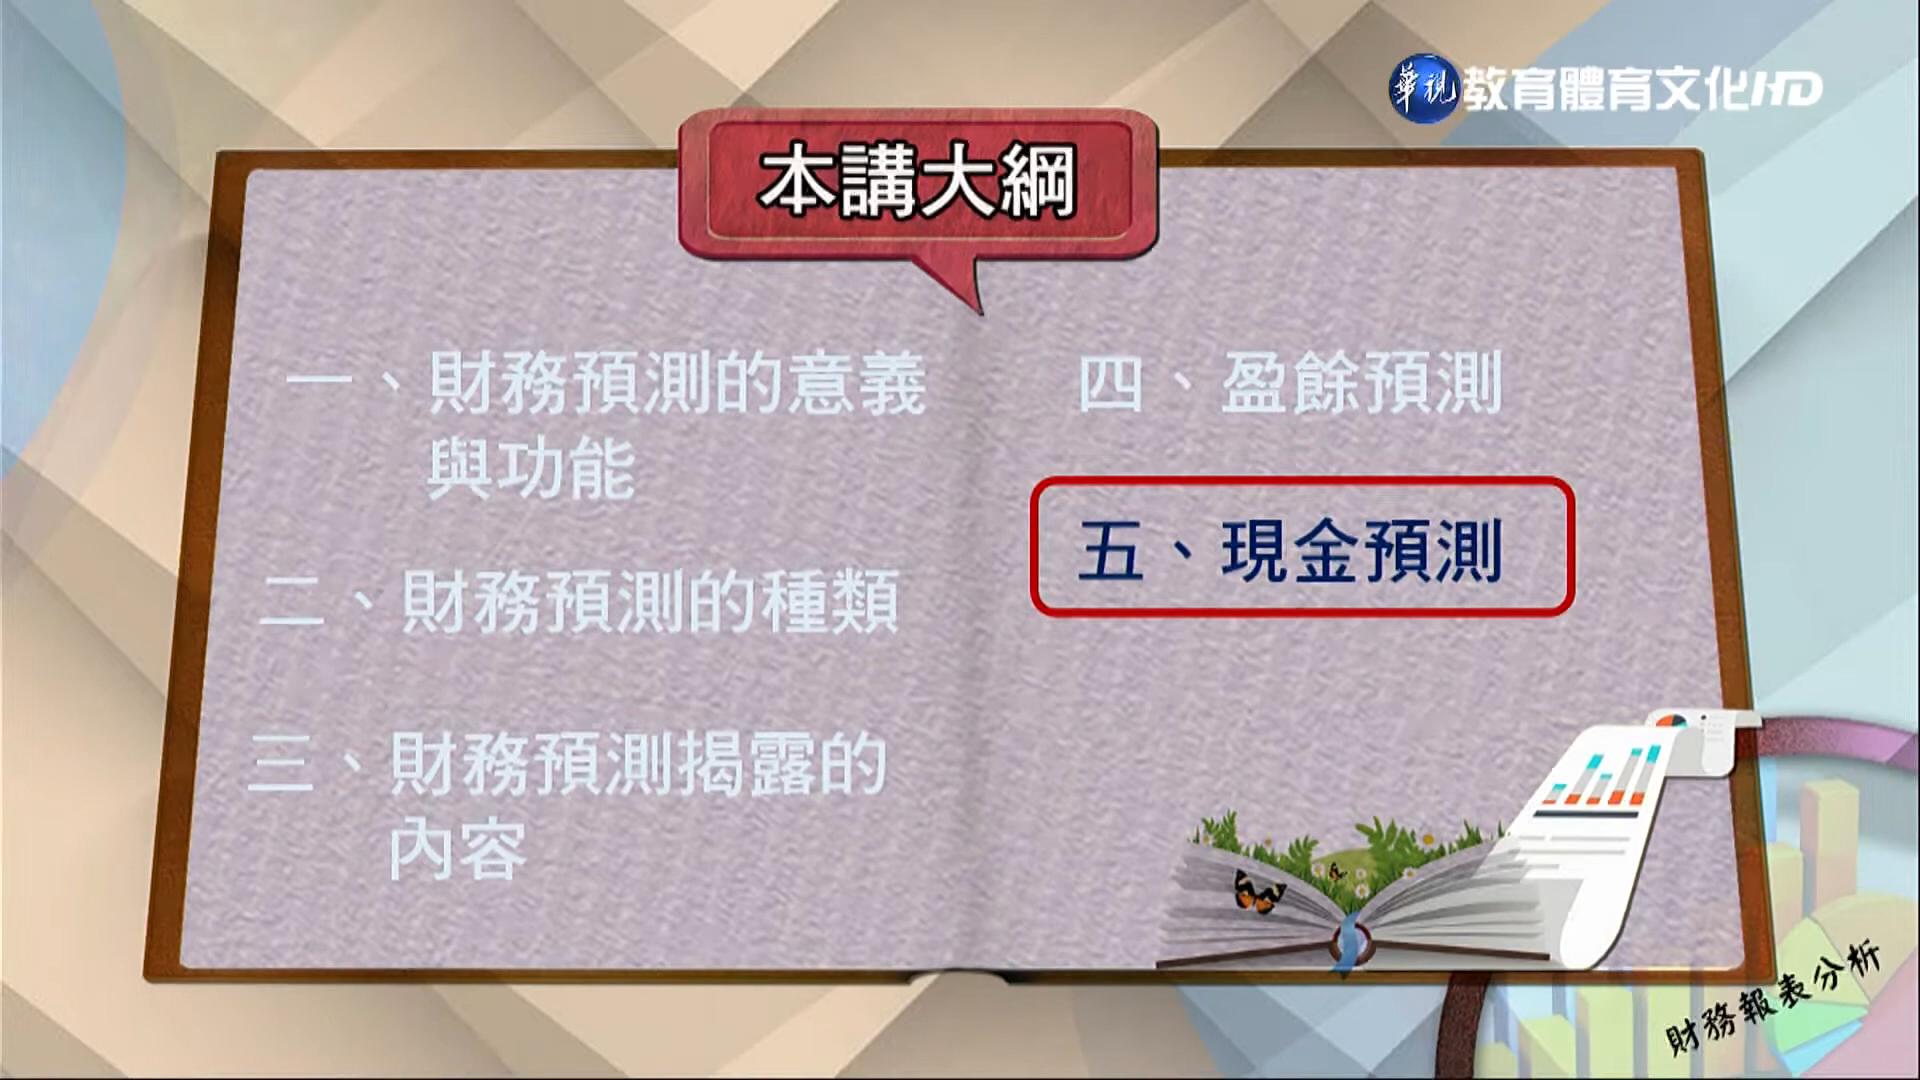 華視 教育體育文化HD
本講大綱
一、財務預測的意義
與功能
二、財務預測的種類
三、財務預測揭露的
內容
四、盈餘預測
五、現金預測
財務報表分析